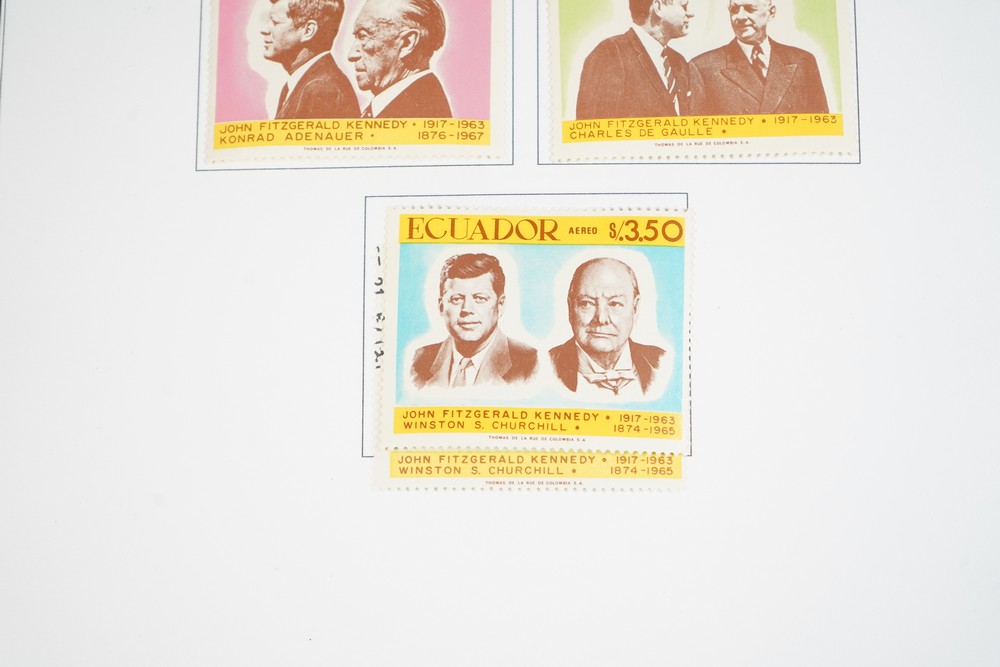 JOHN FITZGERALD KENNEDY • 1917-1963
KONRAD ADENAUER • 1876-1967
THOMAS DE LA RUE DE COLOMBIA S.A.
JOHN FITZGERALD KENNEDY • 1917-1963
CHARLES DE GAULLE •
THOMAS DE LA RUE DE COLOMBIA S.A.
ECUADOR AEREO S/.3.50
JOHN FITZGERALD KENNEDY • 1917-1963
WINSTON S. CHURCHILL • 1874-1965
THOMAS DE LA RUE DE COLOMBIA S.A.
JOHN FITZGERALD KENNEDY • 1917-1963
WINSTON S. CHURCHILL • 1874-1965
THOMAS DE LA RUE DE COLOMBIA S.A.